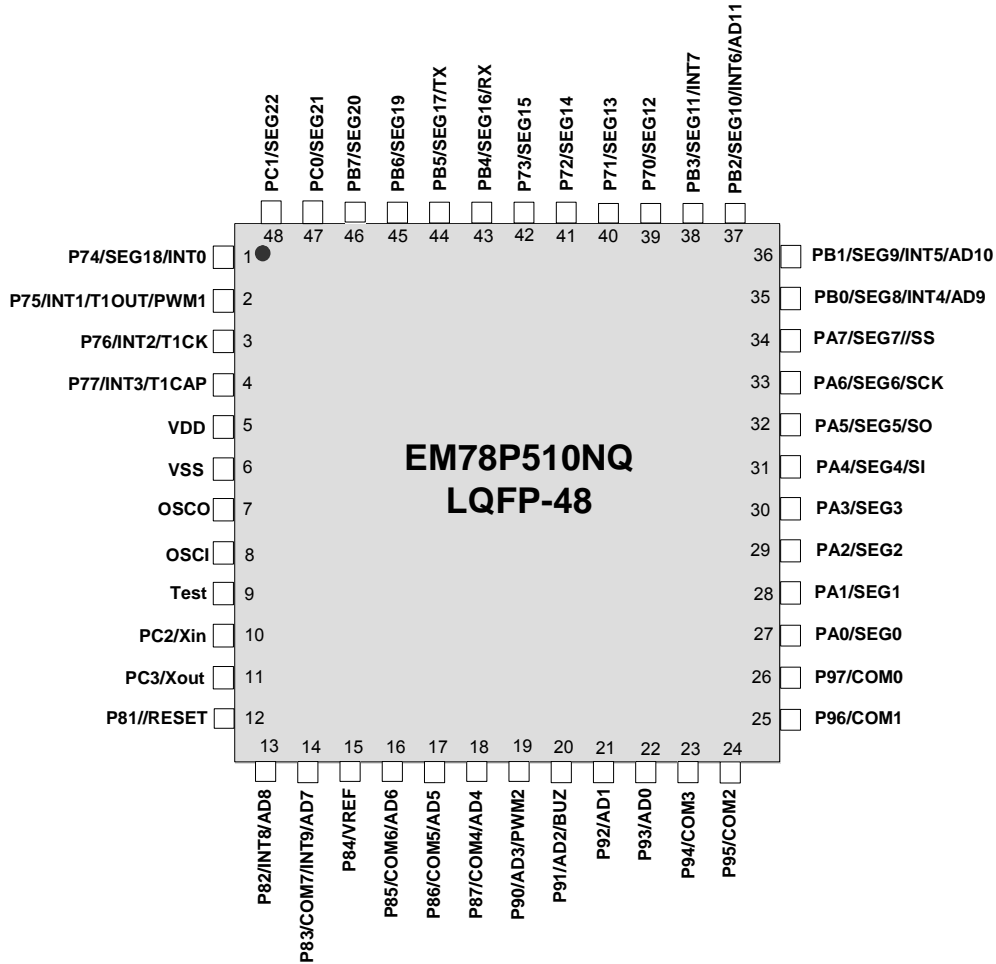 PC1/SEG22
PC0/SEG21
PB7/SEG20
PB6/SEG19
PB5/SEG17/TX
PB4/SEG16/RX
P73/SEG15
P72/SEG14
P71/SEG13
P70/SEG12
PB3/SEG11/INT7
PB2/SEG10/INT6/AD11
48 47 46 45 44 43 42 41 40 39 38 37
P74/SEG18/INT0 1
P75/INT1/T1OUT/PWM1 2
P76/INT2/T1CK 3
P77/INT3/T1CAP 4
VDD 5
VSS 6
OSCO 7
OSCI 8
Test 9
PC2/Xin 10
PC3/Xout 11
P81//RESET 12
EM78P510NQ
LQFP-48
36 PB1/SEG9/INT5/AD10
35 PB0/SEG8/INT4/AD9
34 PA7/SEG7//SS
33 PA6/SEG6/SCK
32 PA5/SEG5/SO
31 PA4/SEG4/SI
30 PA3/SEG3
29 PA2/SEG2
28 PA1/SEG1
27 PA0/SEG0
26 P97/COM0
25 P96/COM1
13 14 15 16 17 18 19 20 21 22 23 24
P82/INT8/AD8
P83/COM7/INT9/AD7
P84/VREF
P85/COM6/AD6
P86/COM5/AD5
P87/COM4/AD4
P90/AD3/PWM2
P91/AD2/BUZ
P92/AD1
P93/AD0
P94/COM3
P95/COM2